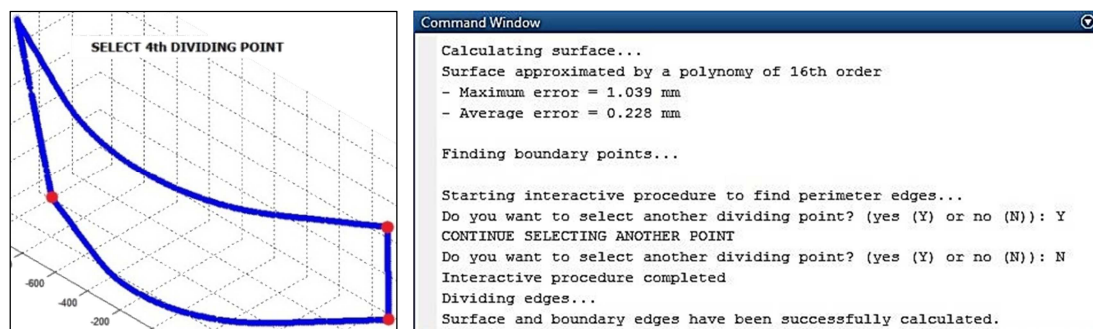 SELECT 4th DIVIDING POINT
-600
-400
-200
Command Window
Calculating surface...
Surface approximated by a polynomy of 16th order
- Maximum error = 1.039 mm
- Average error = 0.228 mm
Finding boundary points...
Starting interactive procedure to find perimeter edges...
Do you want to select another dividing point? (yes (Y) or no (N)): Y
CONTINUE SELECTING ANOTHER POINT
Do you want to select another dividing point? (yes (Y) or no (N)): N
Interactive procedure completed
Dividing edges...
Surface and boundary edges have been successfully calculated.